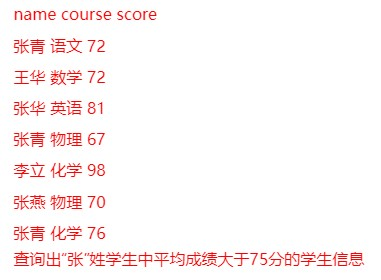 name course score
张青 语文 72
王华 数学 72
张华 英语 81
张青 物理 67
李立 化学 98
张燕 物理 70
张青 化学 76
查询出“张”姓学生中平均成绩大于75分的学生信息